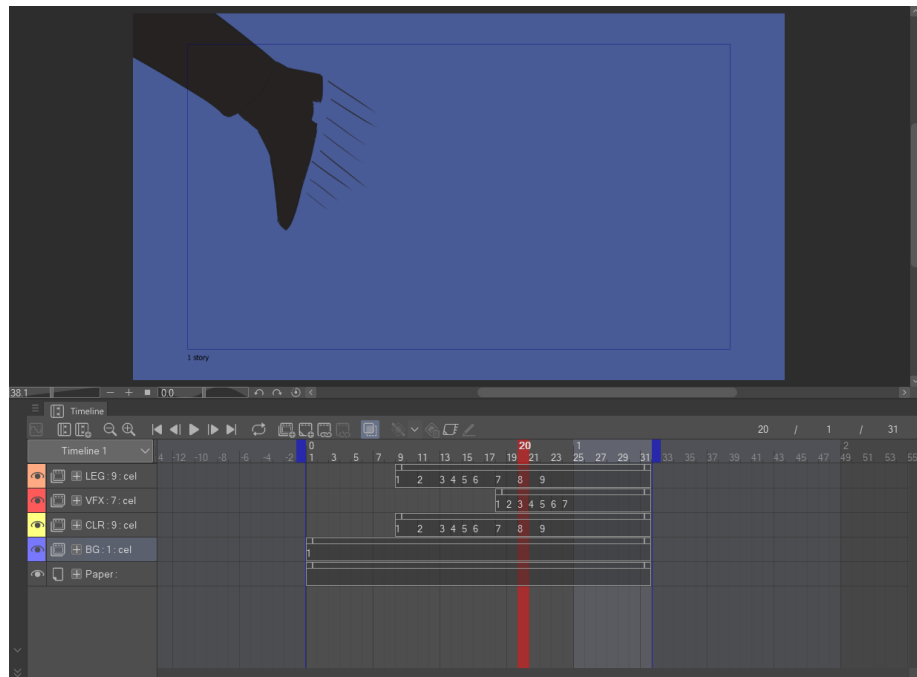 1 story
38.1 0.0
Timeline
20 / 1 / 31
Timeline 1
0 20 1 2
4 -12 -10 -8 -6 -4 -2 1 3 5 7 9 11 13 15 17 19 21 23 25 27 29 31 33 35 37 39 41 43 45 47 49 51 53 55
LEG : 9 : cel 1 2 3 4 5 6 7 8 9
VFX : 7 : cel 1 2 3 4 5 6 7
CLR : 9 : cel 1 2 3 4 5 6 7 8 9
BG : 1 : cel 1
Paper :